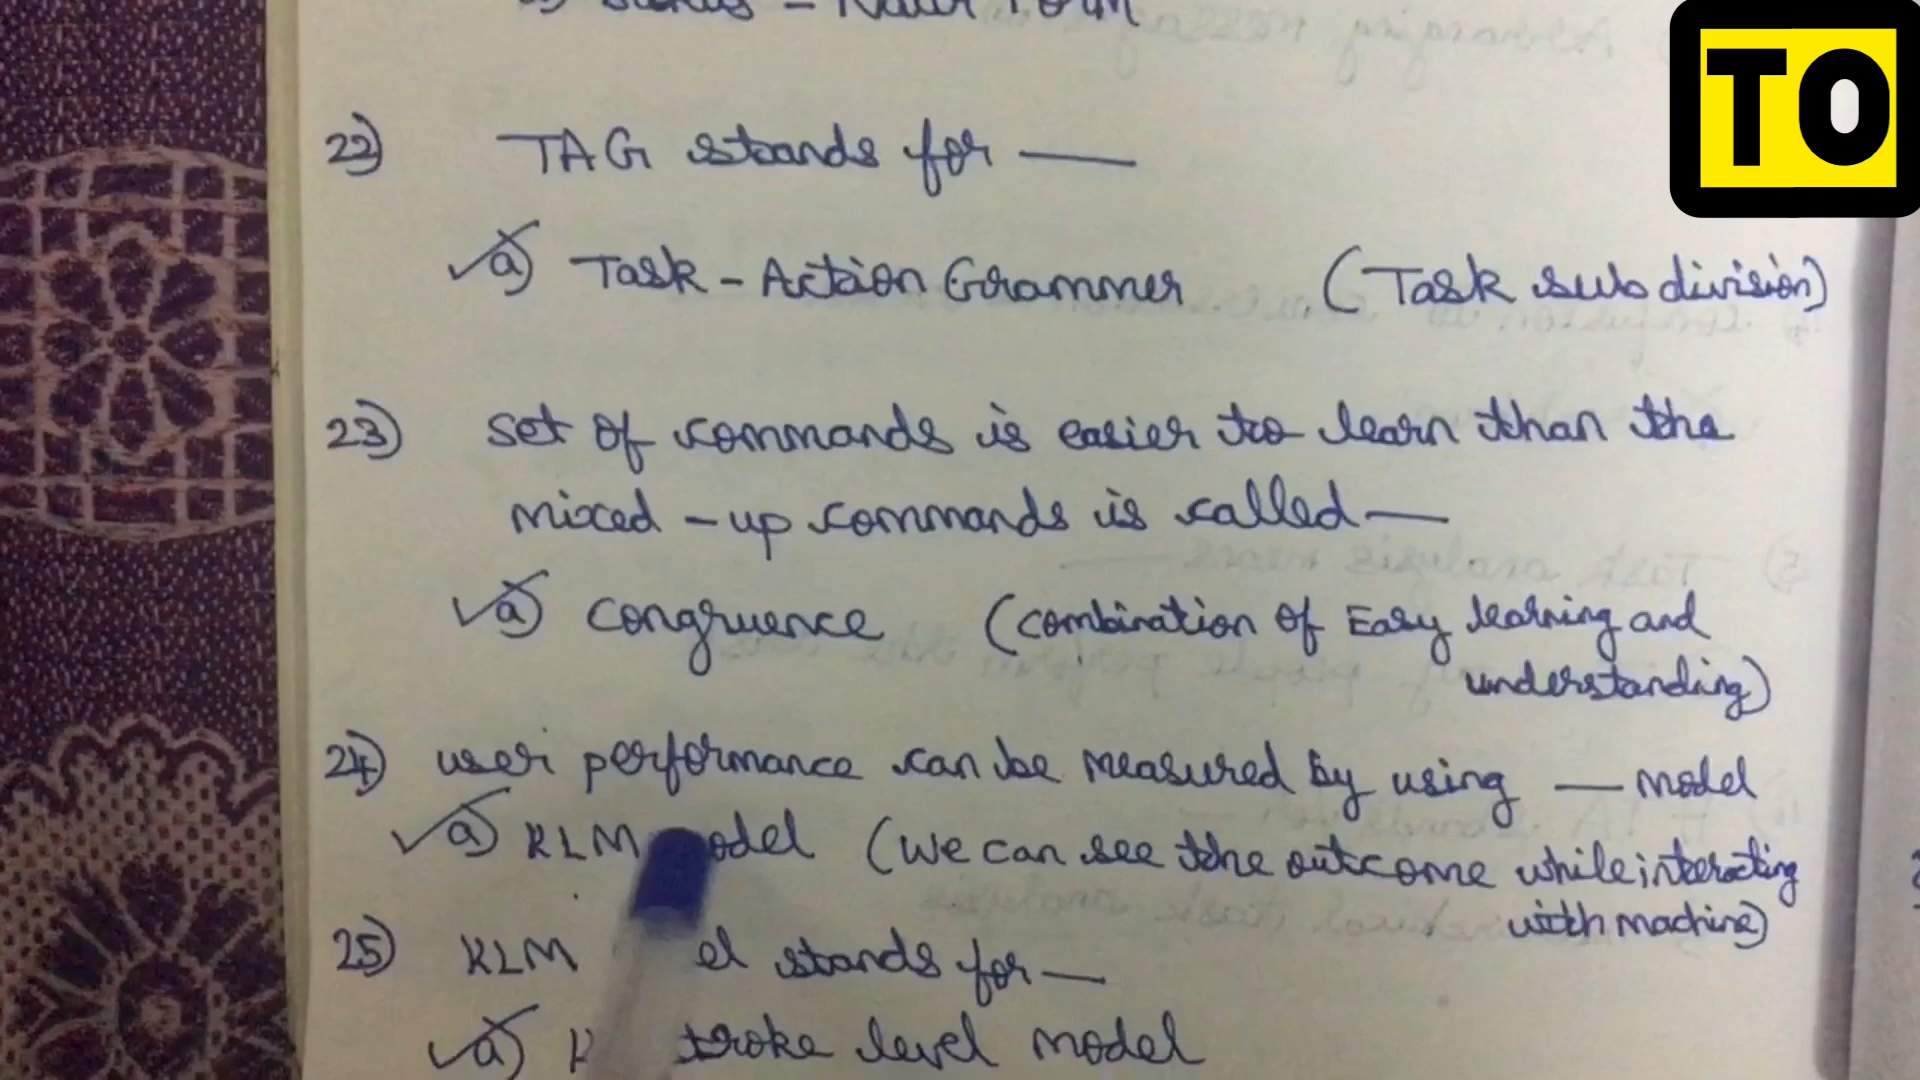 TO
22) TAG stands for —
a) Task - Action Grammer (Task sub division)
23) set of commands is easier to learn than the
mixed - up commands is called —
a) Congruence (combination of Easy learning and
understanding)
24) user performance can be measured by using — model
a) KLM odel (We can see the outcome while interacting
with machine)
25) KLM el stands for —
a) K troke level model